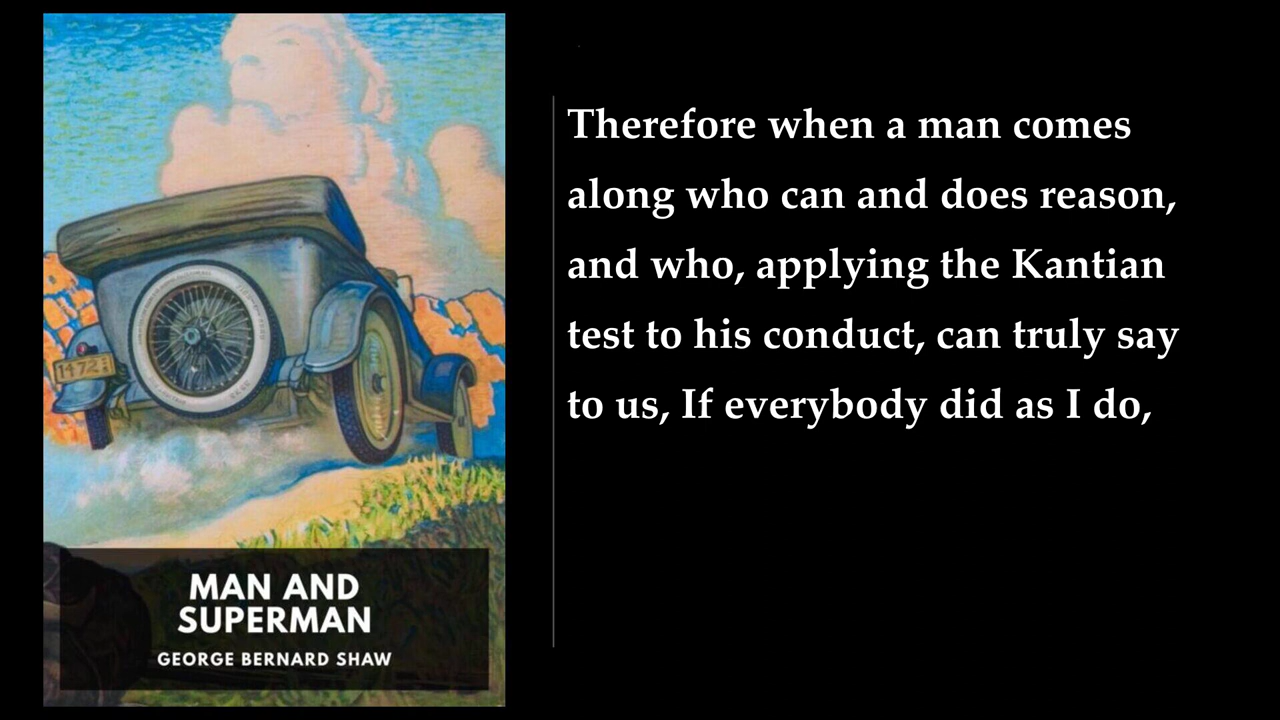 Therefore when a man comes
along who can and does reason,
and who, applying the Kantian
test to his conduct, can truly say
to us, If everybody did as I do,
1472
MAN AND
SUPERMAN
GEORGE BERNARD SHAW